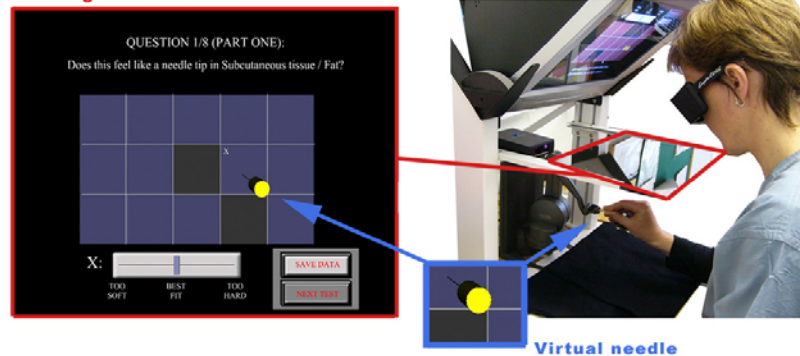 QUESTION 1/8 (PART ONE):
Does this feel like a needle tip in Subcutaneous tissue / Fat?
X
X:
TOO SOFT
BEST FIT
TOO HARD
SAVE DATA
NEXT TEST
Virtual needle